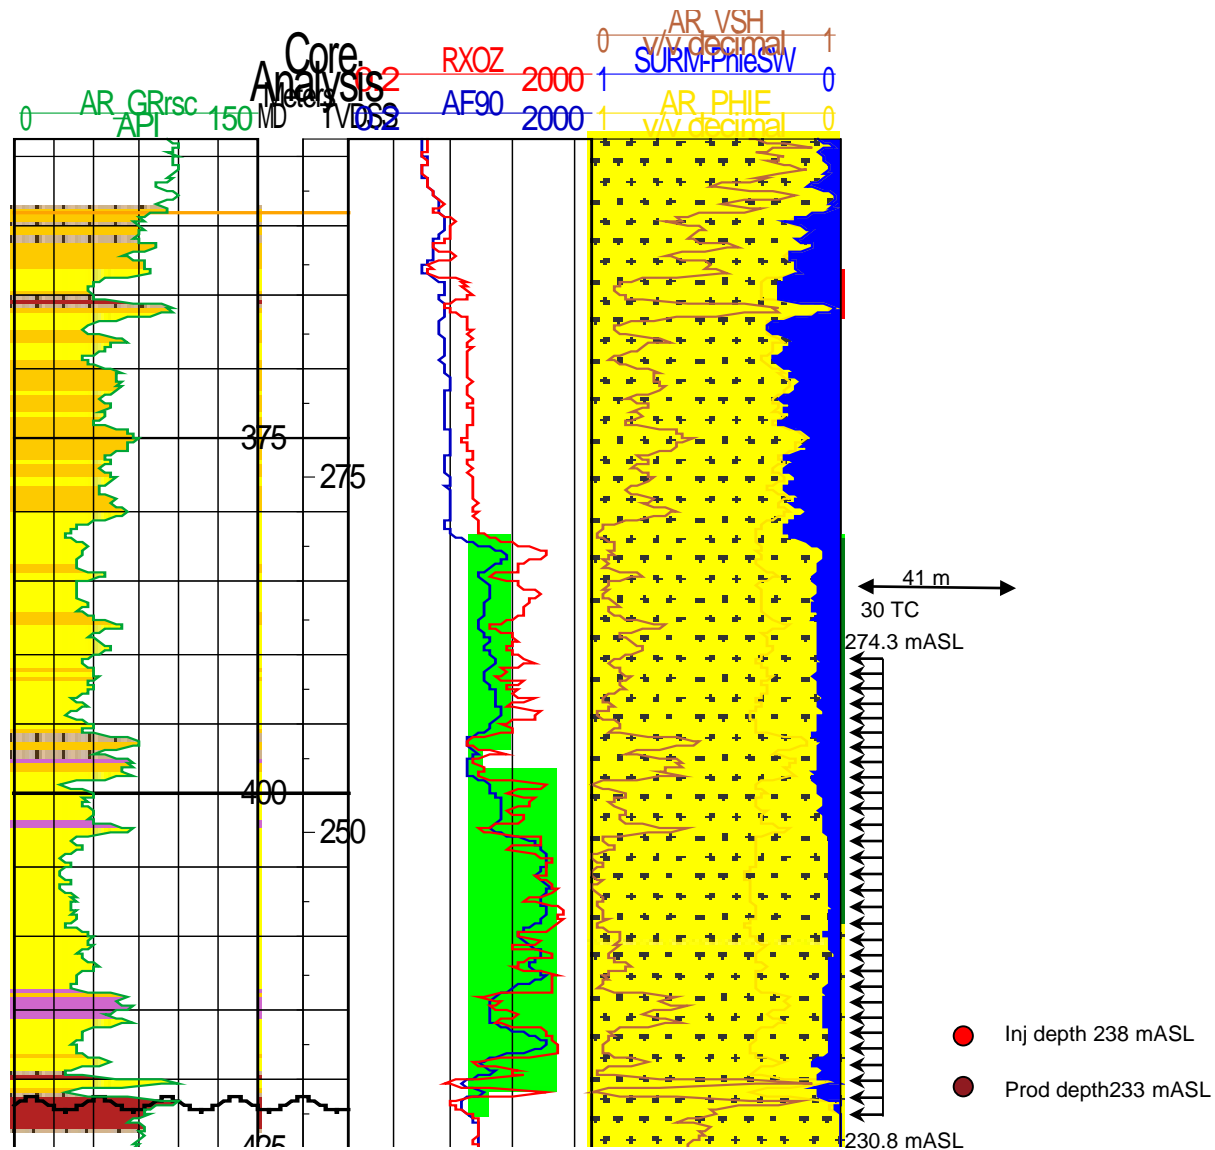 Core
Analysis
AR_VSH
0 v/v decimal 1
RXOZ
0.2 2000
SURM-PhieSW
1 0
AR_GRrsc
0 API 150
Meters
MD TVDSS
AF90
0.2 2000
AR_PHIE
1 v/v decimal 0
375
275
41 m
30 TC
274.3 mASL
400
250
Inj depth 238 mASL
Prod depth233 mASL
425
230.8 mASL